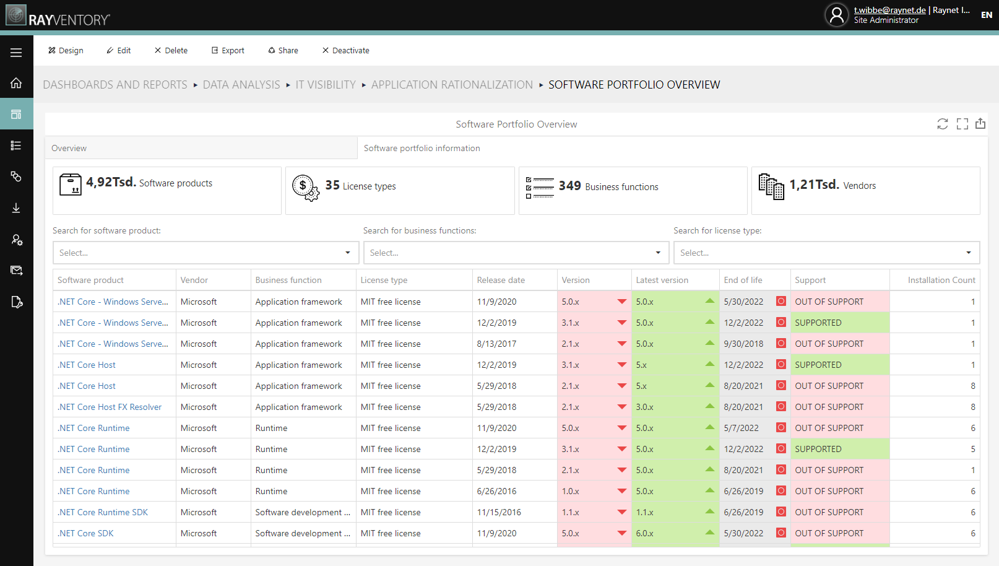 RAYVENTORY
t.wibbe@raynet.de | Raynet I...
Site Administrator
EN
Design Edit Delete Export Share Deactivate
DASHBOARDS AND REPORTS ▸ DATA ANALYSIS ▸ IT VISIBILITY ▸ APPLICATION RATIONALIZATION ▸ SOFTWARE PORTFOLIO OVERVIEW
Software Portfolio Overview
Overview Software portfolio information
4,92Tsd. Software products
35 License types
349 Business functions
1,21Tsd. Vendors
Search for software product: Search for business functions: Search for license type:
Select... Select... Select...
Software product Vendor Business function License type Release date Version Latest version End of life Support Installation Count
.NET Core - Windows Serve... Microsoft Application framework MIT free license 11/9/2020 5.0.x 5.0.x 5/30/2022 OUT OF SUPPORT 1
.NET Core - Windows Serve... Microsoft Application framework MIT free license 12/2/2019 3.1.x 5.0.x 12/2/2022 SUPPORTED 1
.NET Core - Windows Serve... Microsoft Application framework MIT free license 8/13/2017 2.1.x 5.0.x 9/30/2018 OUT OF SUPPORT 1
.NET Core Host Microsoft Application framework MIT free license 12/2/2019 3.1.x 5.x 12/2/2022 SUPPORTED 1
.NET Core Host Microsoft Application framework MIT free license 5/29/2018 2.1.x 5.x 8/20/2021 OUT OF SUPPORT 8
.NET Core Host FX Resolver Microsoft Application framework MIT free license 5/29/2018 2.1.x 3.0.x 8/20/2021 OUT OF SUPPORT 8
.NET Core Runtime Microsoft Runtime MIT free license 11/9/2020 5.0.x 5.0.x 5/7/2022 OUT OF SUPPORT 6
.NET Core Runtime Microsoft Runtime MIT free license 12/2/2019 3.1.x 5.0.x 12/2/2022 SUPPORTED 5
.NET Core Runtime Microsoft Runtime MIT free license 5/29/2018 2.1.x 5.0.x 8/20/2021 OUT OF SUPPORT 1
.NET Core Runtime Microsoft Runtime MIT free license 6/26/2016 1.0.x 5.0.x 6/26/2019 OUT OF SUPPORT 6
.NET Core Runtime SDK Microsoft Software development ... MIT free license 11/15/2016 1.1.x 1.1.x 6/26/2019 OUT OF SUPPORT 6
.NET Core SDK Microsoft Software development ... MIT free license 11/9/2020 5.0.x 6.0.x 5/30/2022 OUT OF SUPPORT 6